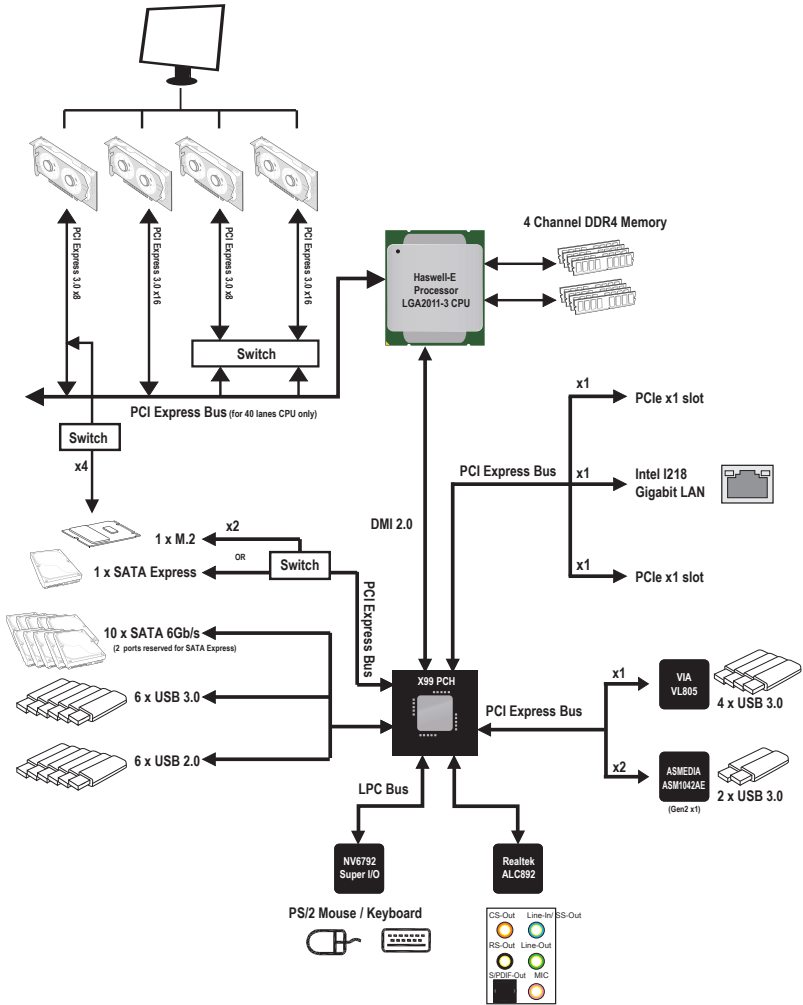 PCI Express 3.0 x8
PCI Express 3.0 x16
PCI Express 3.0 x8
PCI Express 3.0 x16
4 Channel DDR4 Memory
Haswell-E
Processor
LGA2011-3 CPU
Switch
PCI Express Bus (for 40 lanes CPU only)
Switch
x4
x1
PCIe x1 slot
PCI Express Bus
x1
Intel I218
Gigabit LAN
x1
PCIe x1 slot
DMI 2.0
1 x M.2
x2
OR
Switch
1 x SATA Express
PCI Express Bus
10 x SATA 6Gb/s
(2 ports reserved for SATA Express)
6 x USB 3.0
6 x USB 2.0
X99 PCH
PCI Express Bus
x1
VIA
VL805
4 x USB 3.0
x2
ASMEDIA
ASM1042AE
(Gen2 x1)
2 x USB 3.0
LPC Bus
NV6792
Super I/O
Realtek
ALC892
PS/2 Mouse / Keyboard
CS-Out
Line-In/ SS-Out
RS-Out
Line-Out
S/PDIF-Out
MIC